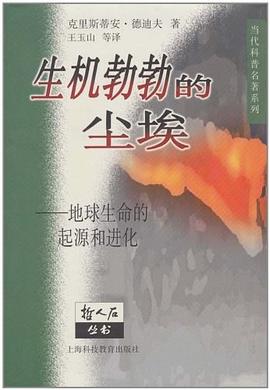 克里斯蒂安·德迪夫 著
王玉山 等译
当代科普名著系列
生机勃勃的
尘埃
——地球生命的
起源和进化
哲人石
丛书
上海科技教育出版社